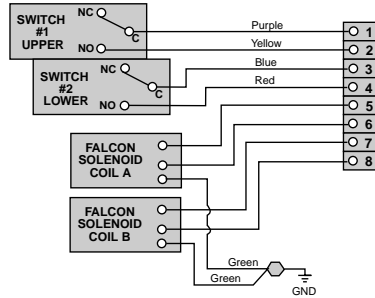 SWITCH
#1
UPPER
NC
C
NO
SWITCH
#2
LOWER
NC
C
NO
Purple
Yellow
Blue
Red
1
2
3
4
5
6
7
8
FALCON
SOLENOID
COIL A
FALCON
SOLENOID
COIL B
Green
Green
GND